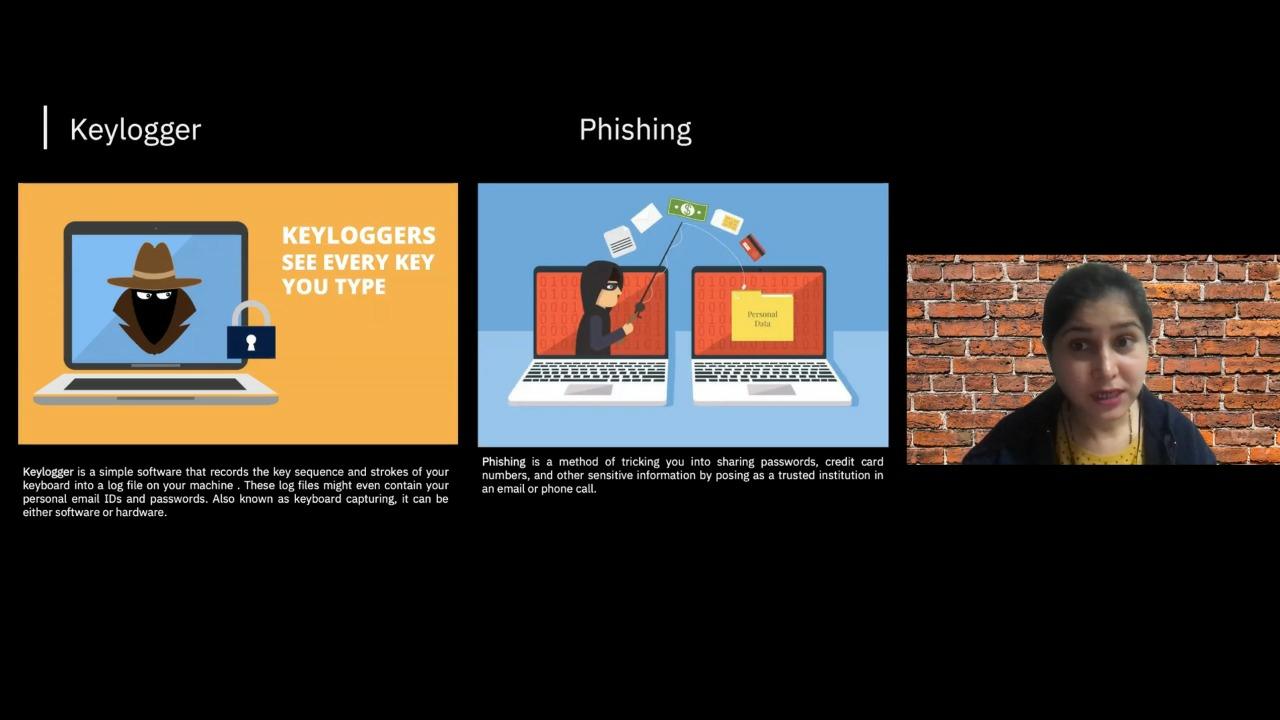 Keylogger
KEYLOGGERS
SEE EVERY KEY
YOU TYPE
Keylogger is a simple software that records the key sequence and strokes of your
keyboard into a log file on your machine . These log files might even contain your
personal email IDs and passwords. Also known as keyboard capturing, it can be
either software or hardware.
Phishing
Personal
Data
Phishing is a method of tricking you into sharing passwords, credit card
numbers, and other sensitive information by posing as a trusted institution in
an email or phone call.